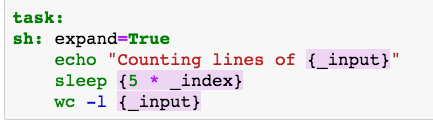 task:
sh: expand=True
    echo "Counting lines of {_input}"
    sleep {5 * _index}
    wc -l {_input}